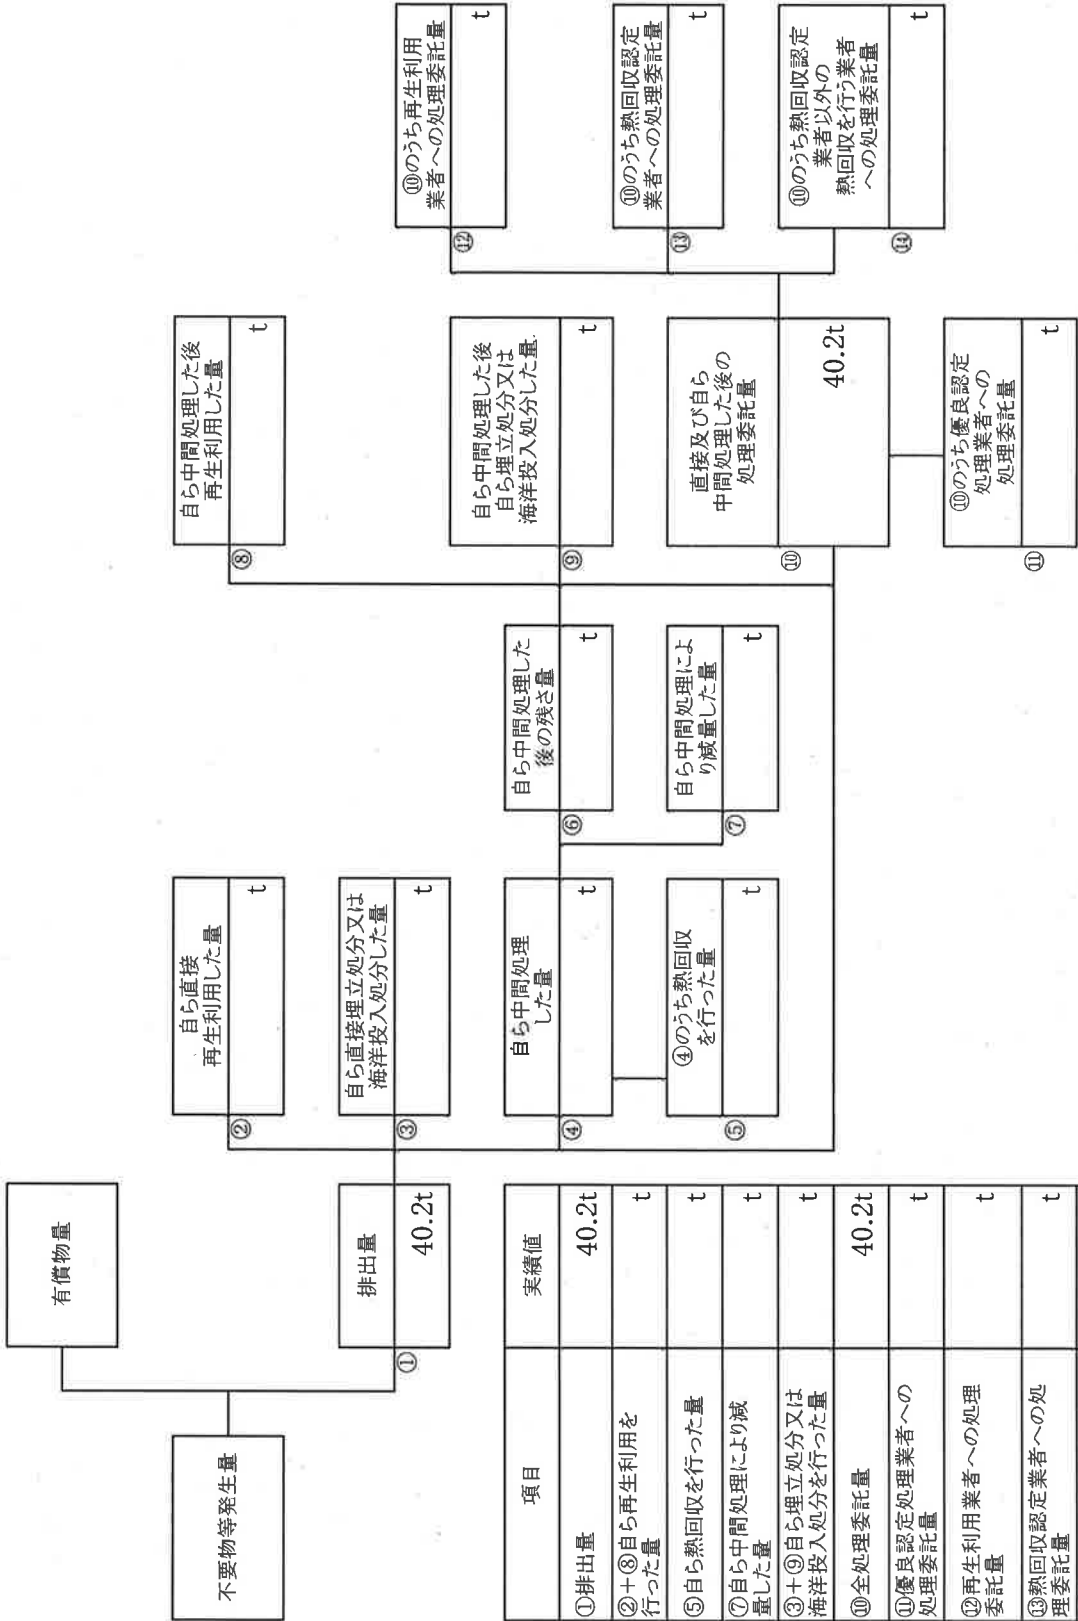 不要物等発生量
有償物量
排出量
①
40.2t
②
自ら直接
再生利用した量
t
③
自ら直接埋立処分又は
海洋投入処分した量
t
④
自ら中間処理
した量
t
⑤
④のうち熱回収
を行った量
t
⑥
自ら中間処理した
後の残さ量
t
⑦
自ら中間処理によ
り減量した量
t
⑧
自ら中間処理した後
再生利用した量
t
⑨
自ら中間処理した後
自ら埋立処分又は
海洋投入処分した量
t
⑩
直接及び自ら
中間処理した後の
処理委託量
40.2t
⑪
⑩のうち優良認定
処理業者への
処理委託量
t
⑫
⑩のうち再生利用
業者への処理委託量
t
⑬
⑩のうち熱回収認定
業者への処理委託量
t
⑭
⑩のうち熱回収認定
業者以外の
熱回収を行う業者
への処理委託量
t
項目 実績値
①排出量 40.2t
②+⑧自ら再生利用を
行った量 t
⑤自ら熱回収を行った量 t
⑦自ら中間処理により減
量した量 t
③+⑨自ら埋立処分又は
海洋投入処分を行った量 t
⑩全処理委託量 40.2t
⑪優良認定処理業者への
処理委託量 t
⑫再生利用業者への処理
委託量 t
⑬熱回収認定業者への処
理委託量 t